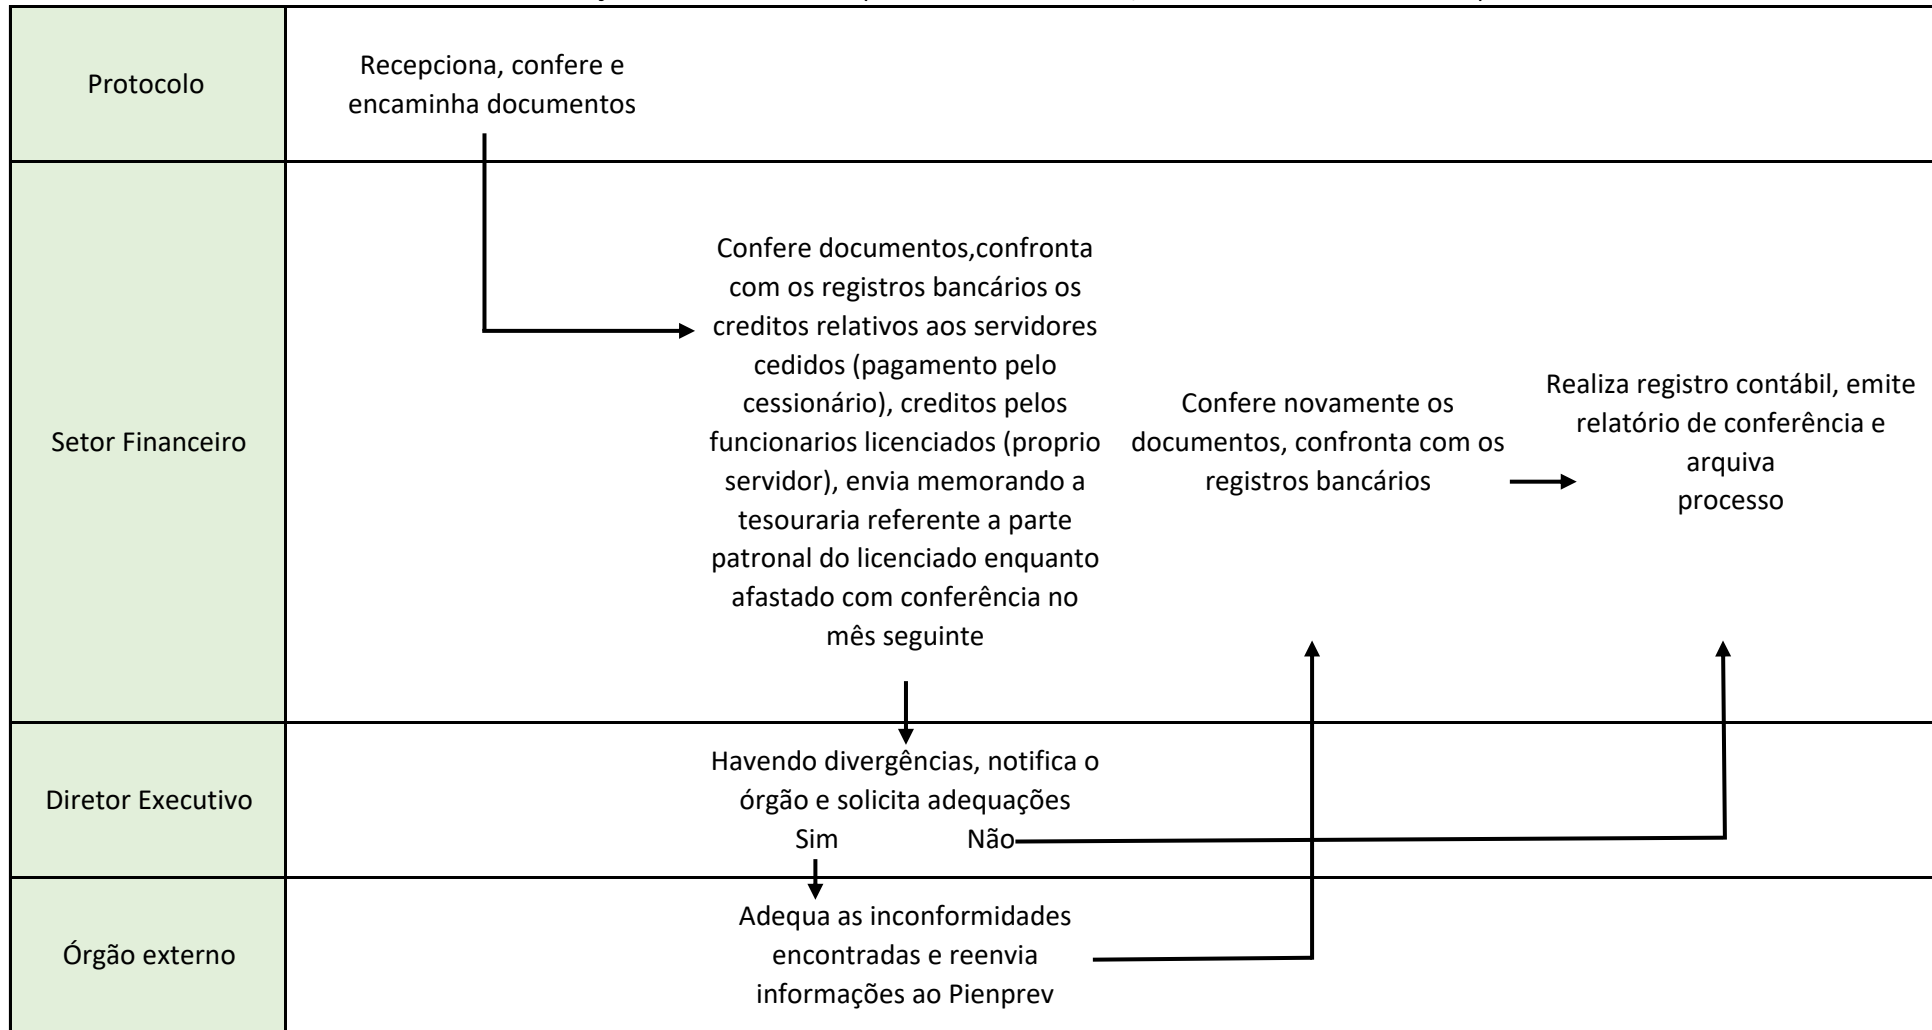 Protocolo
Recepciona, confere e
encaminha documentos
Setor Financeiro
Confere documentos,confronta
com os registros bancários os
creditos relativos aos servidores
cedidos (pagamento pelo
cessionário), creditos pelos
funcionarios licenciados (proprio
servidor), envia memorando a
tesouraria referente a parte
patronal do licenciado enquanto
afastado com conferência no
mês seguinte
Confere novamente os
documentos, confronta com os
registros bancários
Realiza registro contábil, emite
relatório de conferência e
arquiva
processo
Diretor Executivo
Havendo divergências, notifica o
órgão e solicita adequações
Sim Não
Órgão externo
Adequa as inconformidades
encontradas e reenvia
informações ao Pienprev